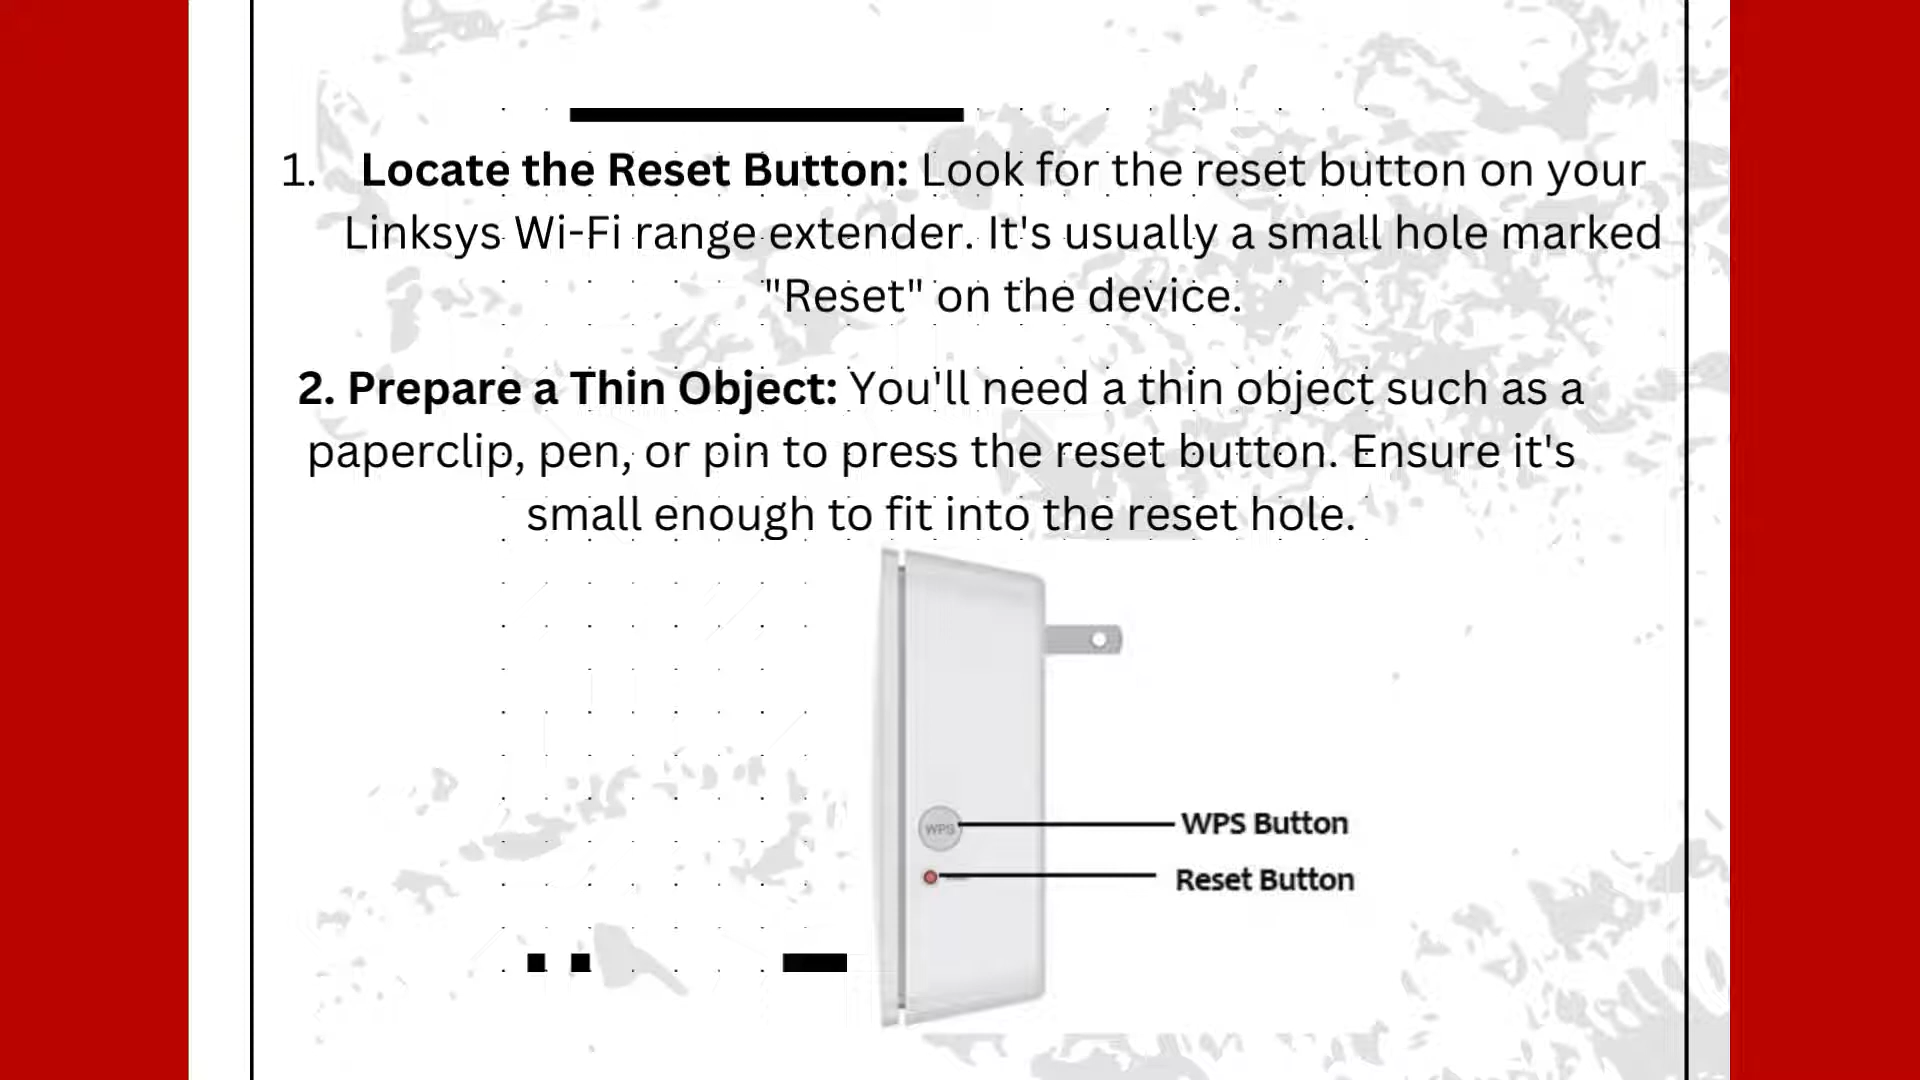 1. Locate the Reset Button: Look for the reset button on your
Linksys Wi-Fi range extender. It's usually a small hole marked
"Reset" on the device.
2. Prepare a Thin Object: You'll need a thin object such as a
paperclip, pen, or pin to press the reset button. Ensure it's
small enough to fit into the reset hole.
WPS
WPS Button
Reset Button